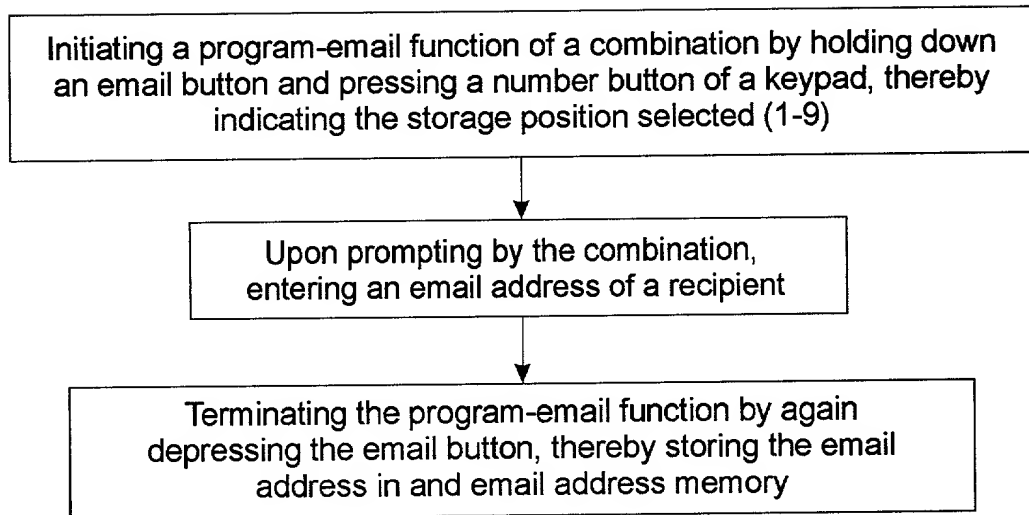 Initiating a program-email function of a combination by holding down
an email button and pressing a number button of a keypad, thereby
indicating the storage position selected (1-9)
Upon prompting by the combination,
entering an email address of a recipient
Terminating the program-email function by again
depressing the email button, thereby storing the email
address in and email address memory